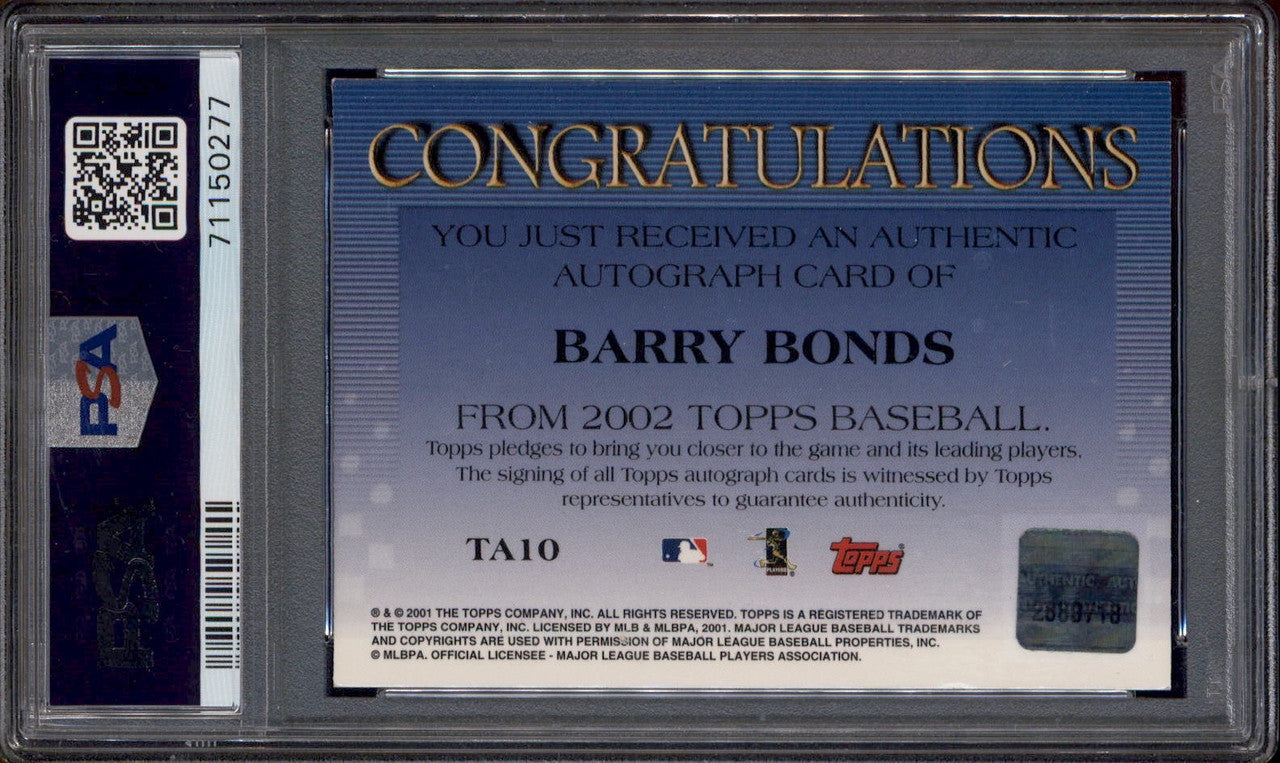 71150277
PSA
CONGRATULATIONS
YOU JUST RECEIVED AN AUTHENTIC
AUTOGRAPH CARD OF
BARRY BONDS
FROM 2002 TOPPS BASEBALL.
Topps pledges to bring you closer to the game and its leading players.
The signing of all Topps autograph cards is witnessed by Topps
representatives to guarantee authenticity.
TA10
PLAYERS
topps
® & © 2001 THE TOPPS COMPANY, INC. ALL RIGHTS RESERVED. TOPPS IS A REGISTERED TRADEMARK OF
THE TOPPS COMPANY, INC. LICENSED BY MLB & MLBPA, 2001. MAJOR LEAGUE BASEBALL TRADEMARKS
AND COPYRIGHTS ARE USED WITH PERMISSION OF MAJOR LEAGUE BASEBALL PROPERTIES, INC.
© MLBPA. OFFICIAL LICENSEE - MAJOR LEAGUE BASEBALL PLAYERS ASSOCIATION.
PSA